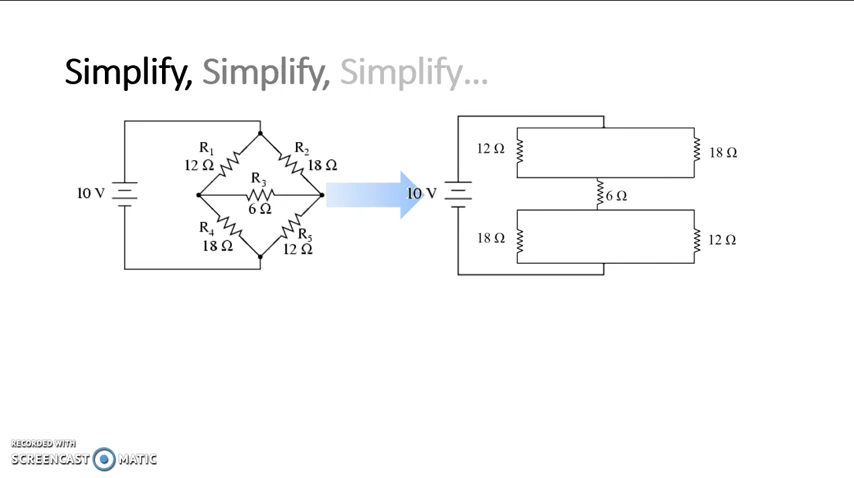 Simplify, Simplify, Simplify...
10 V
R₁
12 Ω
R₂
18 Ω
R₃
6 Ω
R₄
18 Ω
R₅
12 Ω
10 V
12 Ω
18 Ω
6 Ω
18 Ω
12 Ω
RECORDED WITH
SCREENCAST MATIC